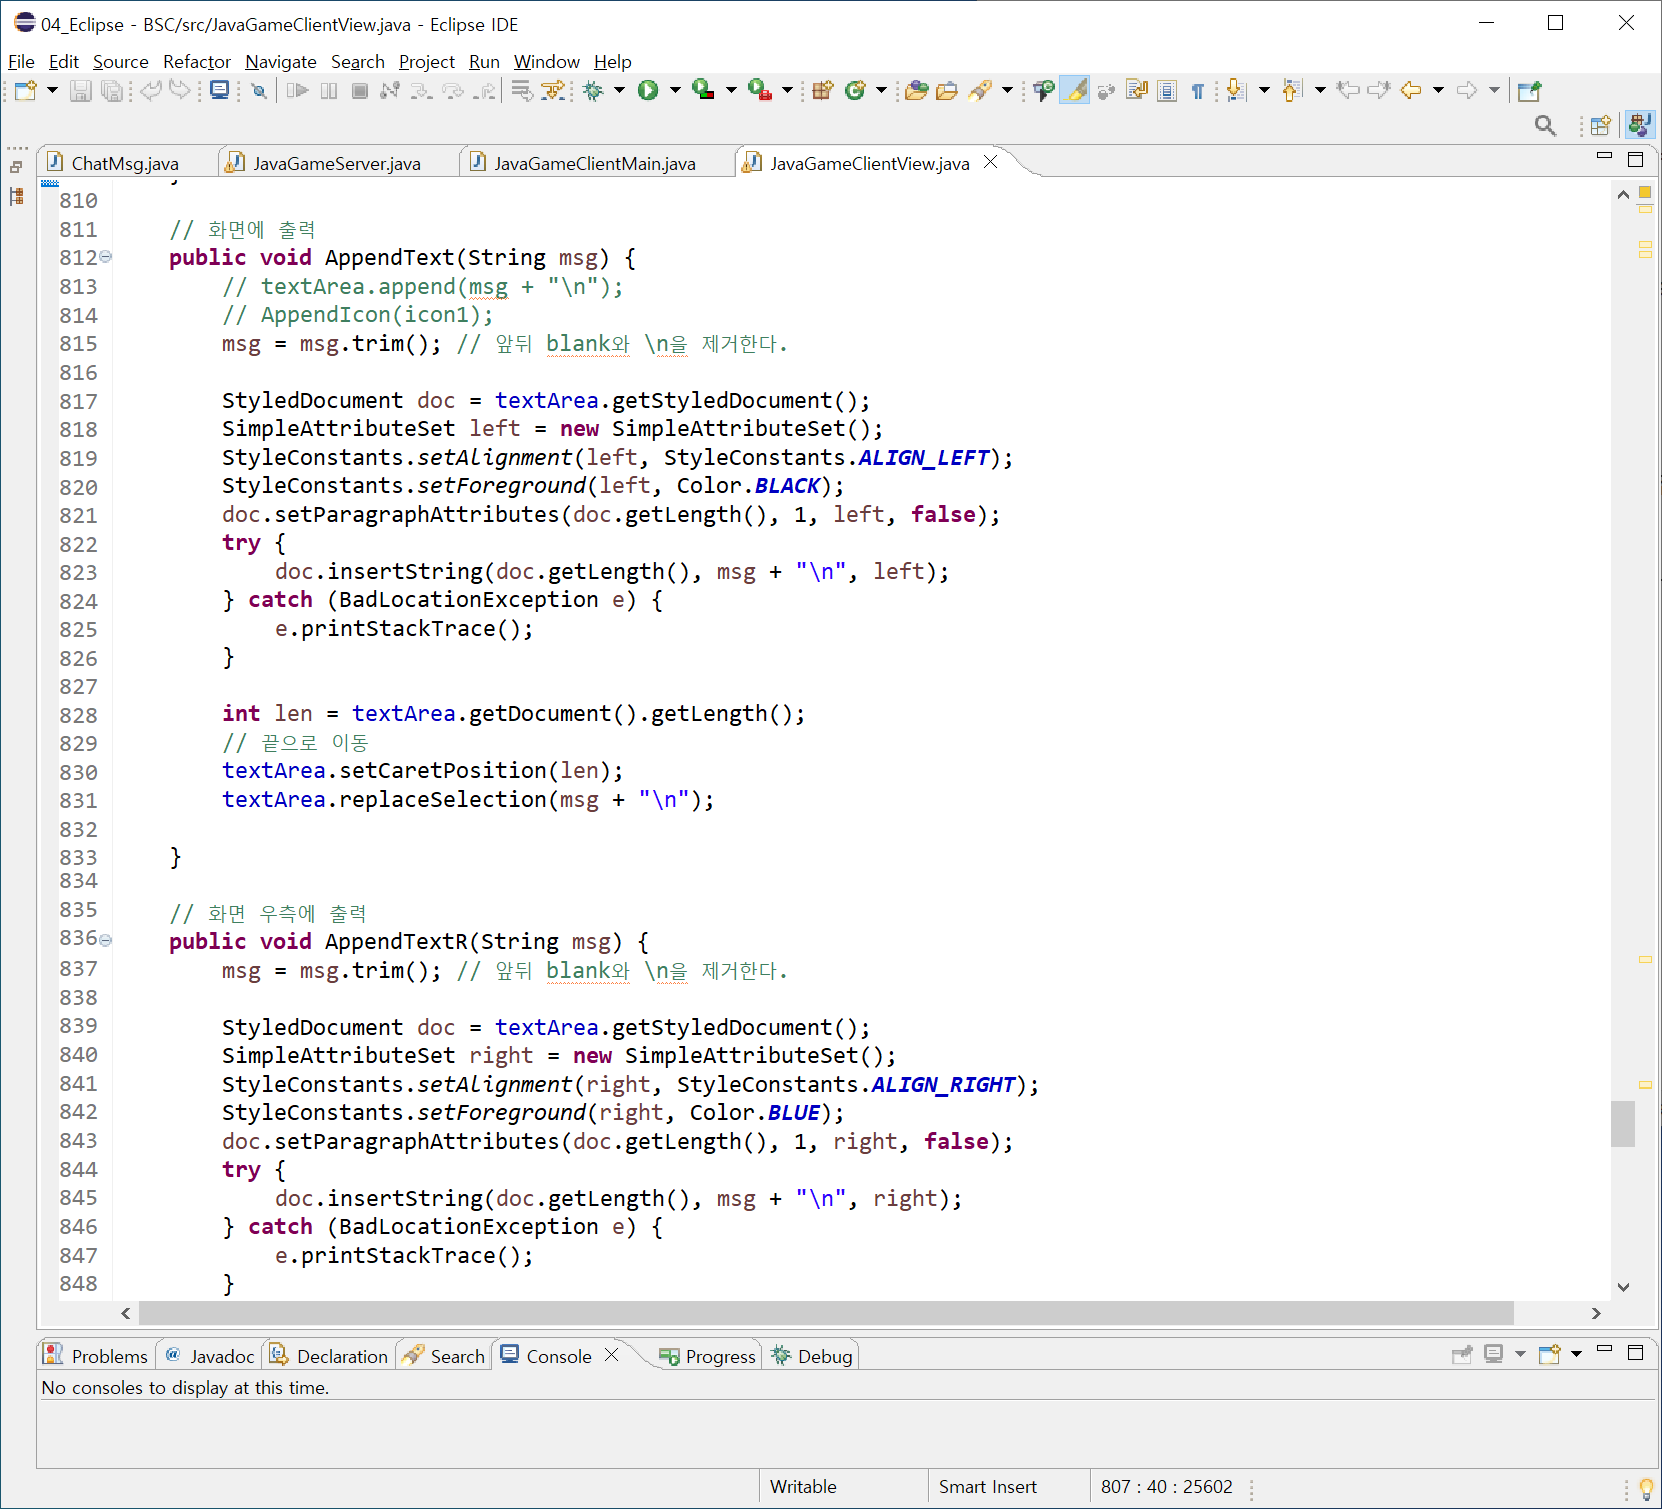 04_Eclipse - BSC/src/JavaGameClientView.java - Eclipse IDE
File Edit Source Refactor Navigate Search Project Run Window Help
ChatMsg.java JavaGameServer.java JavaGameClientMain.java JavaGameClientView.java
810
811 // 화면에 출력
812 public void AppendText(String msg) {
813 // textArea.append(msg + "\n");
814 // AppendIcon(icon1);
815 msg = msg.trim(); // 앞뒤 blank와 \n을 제거한다.
816
817 StyledDocument doc = textArea.getStyledDocument();
818 SimpleAttributeSet left = new SimpleAttributeSet();
819 StyleConstants.setAlignment(left, StyleConstants.ALIGN_LEFT);
820 StyleConstants.setForeground(left, Color.BLACK);
821 doc.setParagraphAttributes(doc.getLength(), 1, left, false);
822 try {
823 doc.insertString(doc.getLength(), msg + "\n", left);
824 } catch (BadLocationException e) {
825 e.printStackTrace();
826 }
827
828 int len = textArea.getDocument().getLength();
829 // 끝으로 이동
830 textArea.setCaretPosition(len);
831 textArea.replaceSelection(msg + "\n");
832
833 }
834
835 // 화면 우측에 출력
836 public void AppendTextR(String msg) {
837 msg = msg.trim(); // 앞뒤 blank와 \n을 제거한다.
838
839 StyledDocument doc = textArea.getStyledDocument();
840 SimpleAttributeSet right = new SimpleAttributeSet();
841 StyleConstants.setAlignment(right, StyleConstants.ALIGN_RIGHT);
842 StyleConstants.setForeground(right, Color.BLUE);
843 doc.setParagraphAttributes(doc.getLength(), 1, right, false);
844 try {
845 doc.insertString(doc.getLength(), msg + "\n", right);
846 } catch (BadLocationException e) {
847 e.printStackTrace();
848 }
Problems Javadoc Declaration Search Console Progress Debug
No consoles to display at this time.
Writable Smart Insert 807 : 40 : 25602